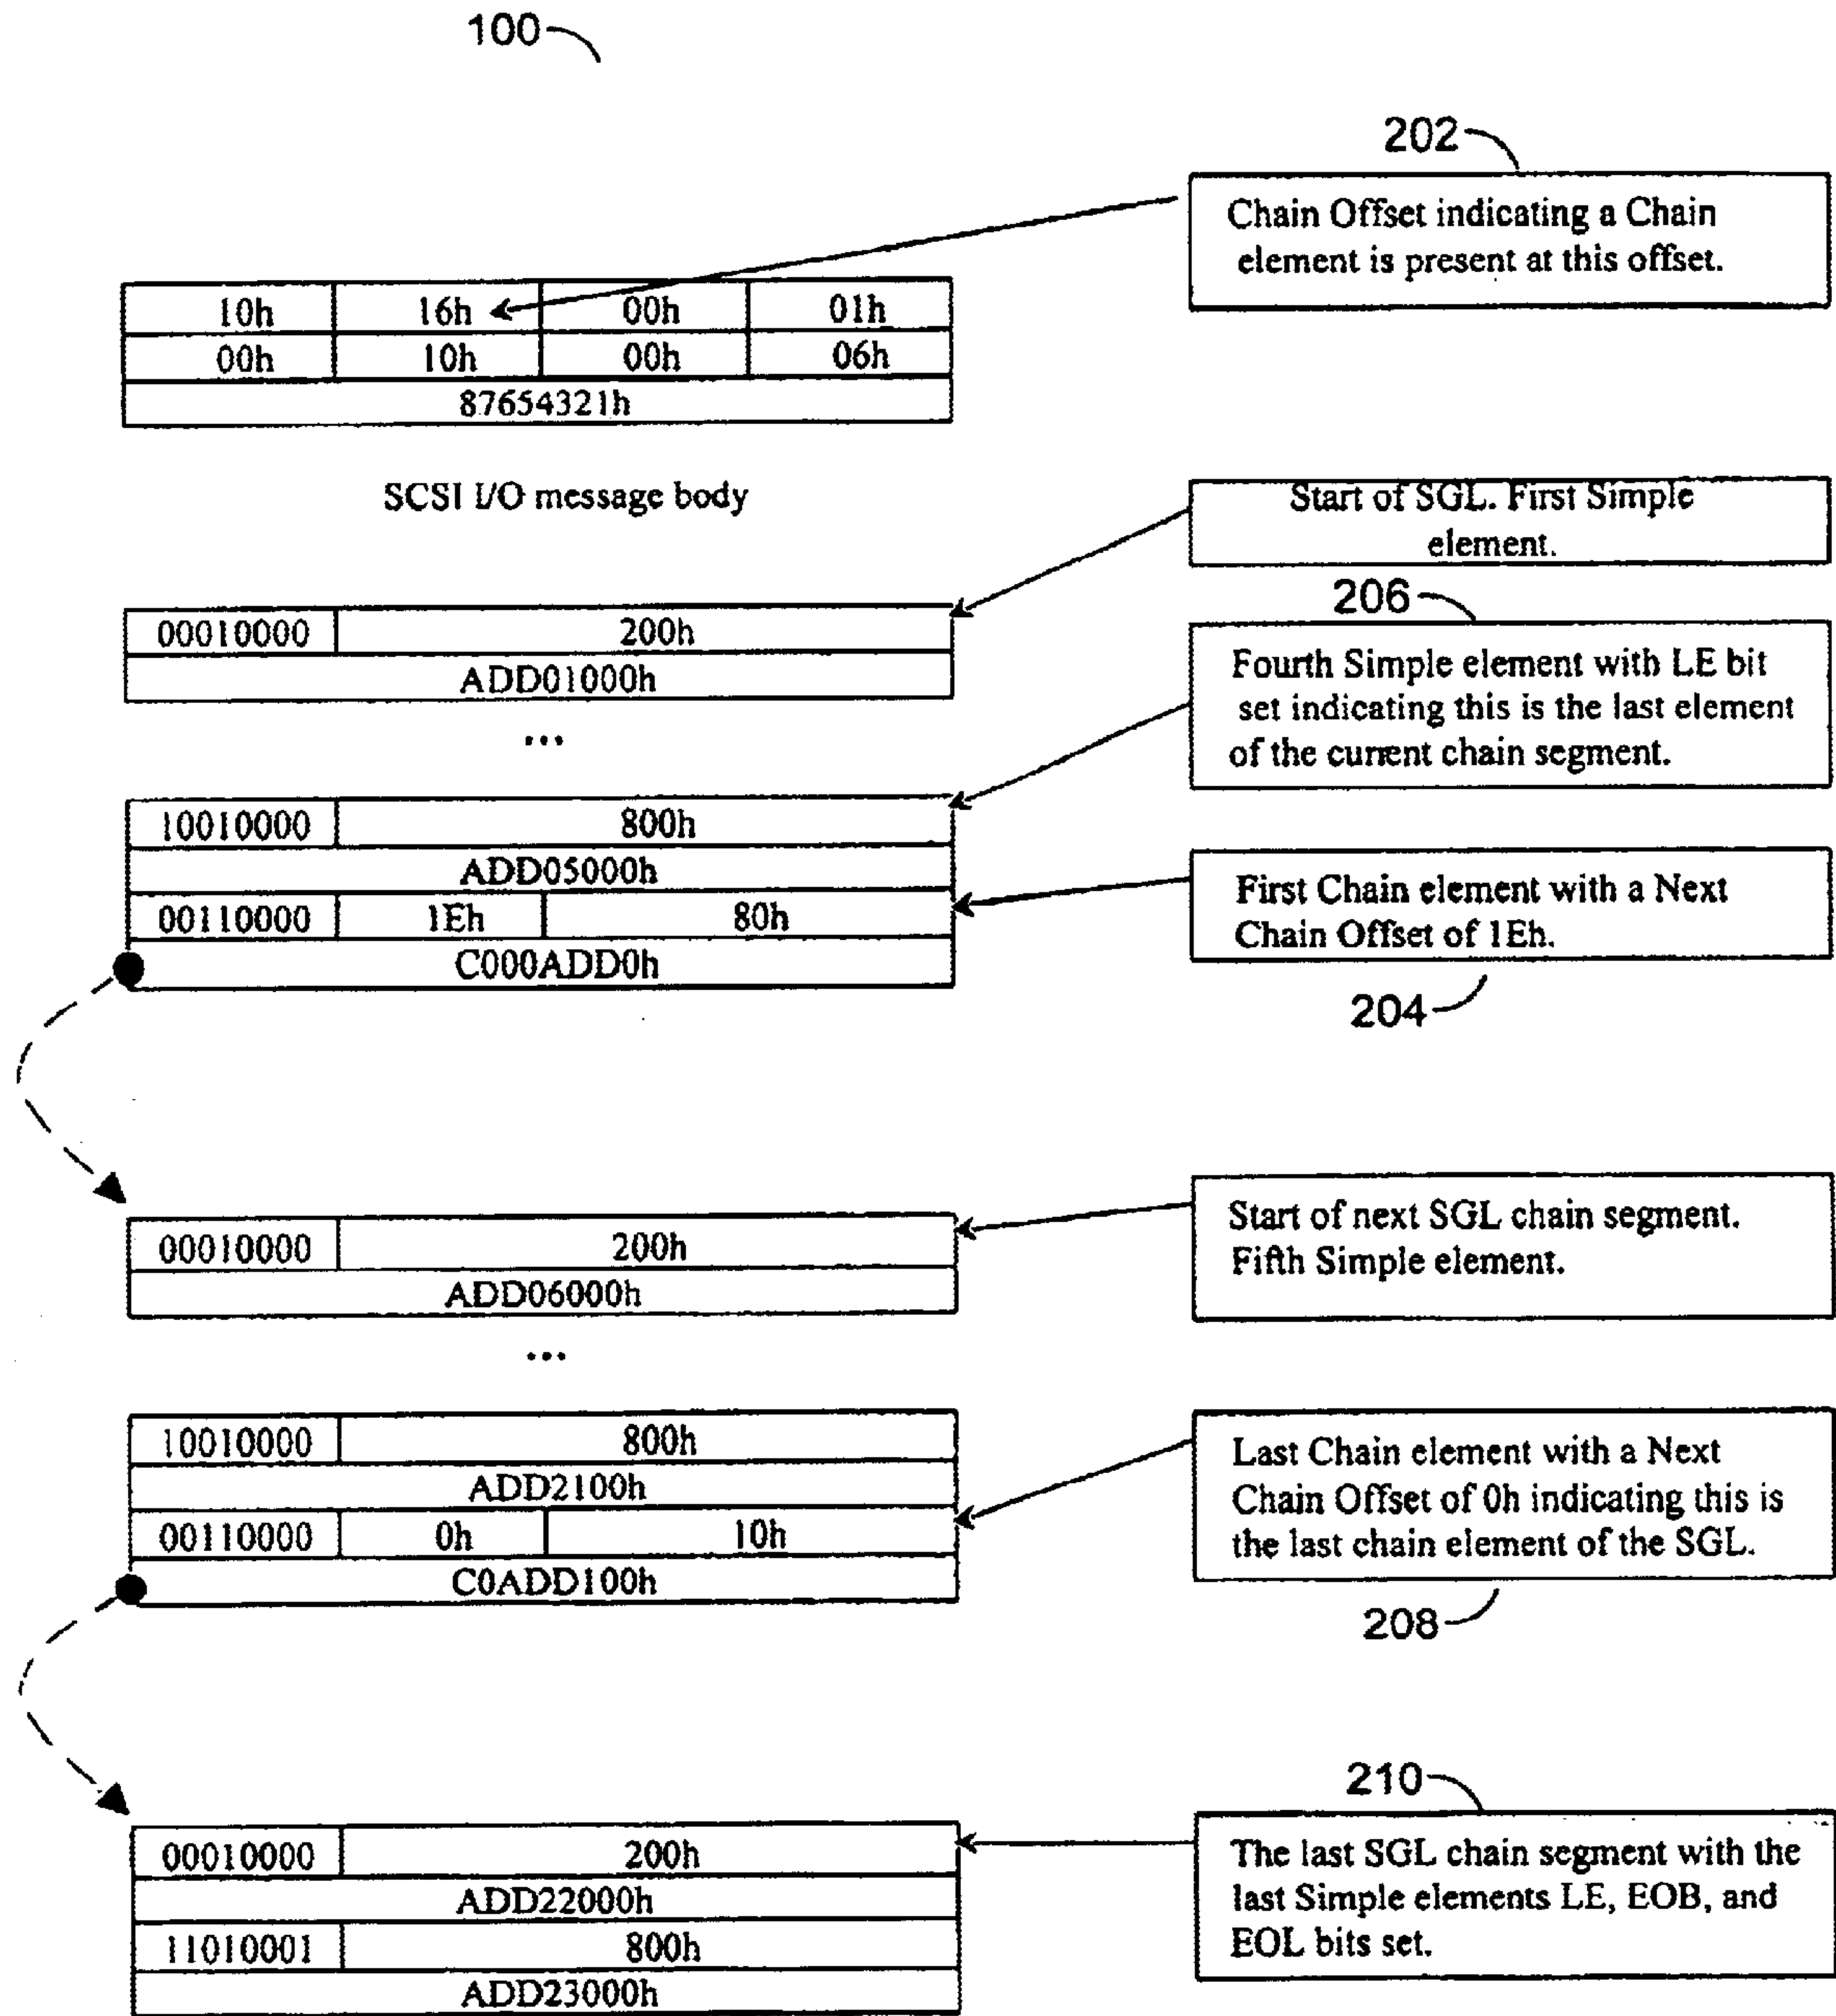 100
202
Chain Offset indicating a Chain
element is present at this offset.
10h 16h 00h 01h
00h 10h 00h 06h
87654321h
SCSI I/O message body
Start of SGL. First Simple
element.
00010000 200h
ADD01000h
...
206
Fourth Simple element with LE bit
set indicating this is the last element
of the current chain segment.
10010000 800h
ADD05000h
00110000 1Eh 80h
C000ADD0h
First Chain element with a Next
Chain Offset of 1Eh.
204
Start of next SGL chain segment.
Fifth Simple element.
00010000 200h
ADD06000h
...
10010000 800h
ADD2100h
00110000 0h 10h
C0ADD100h
Last Chain element with a Next
Chain Offset of 0h indicating this is
the last chain element of the SGL.
208
210
The last SGL chain segment with the
last Simple elements LE, EOB, and
EOL bits set.
00010000 200h
ADD22000h
11010001 800h
ADD23000h